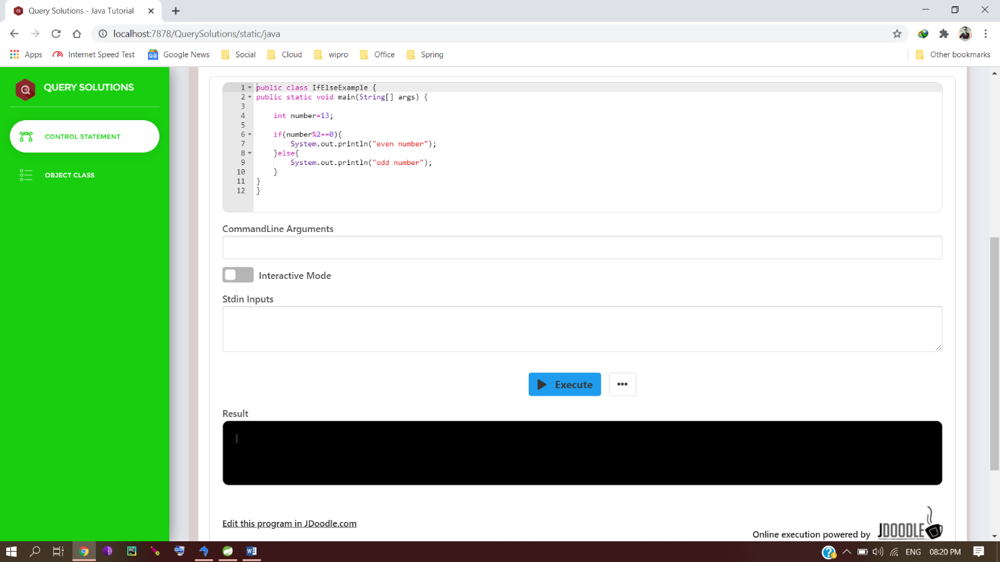 Query Solutions - Java Tutorial
localhost:7878/QuerySolutions/static/java
Apps Internet Speed Test Google News Social Cloud wipro Office Spring Other bookmarks
QUERY SOLUTIONS
CONTROL STATEMENT
OBJECT CLASS
1 public class IfElseExample {
2 public static void main(String[] args) {
3
4 int number=13;
5
6 if(number%2==0){
7 System.out.println("even number");
8 }else{
9 System.out.println("odd number");
10 }
11 }
12 }
CommandLine Arguments
Interactive Mode
Stdin Inputs
Execute •••
Result
Edit this program in JDoodle.com
Online execution powered by JDOODLE
ENG 08:20 PM